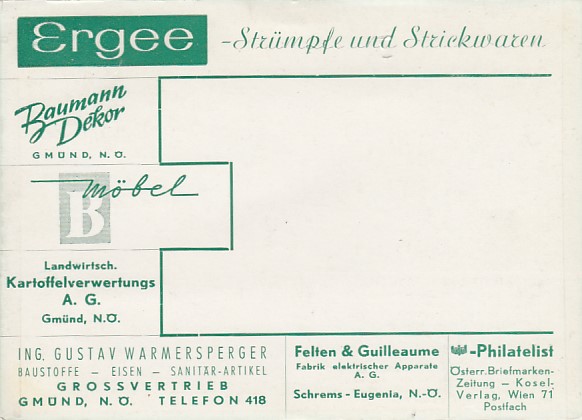 Ergee -Strümpfe und Strickwaren
Baumann
Dekor
GMÜND, N. Ö.
B möbel
Landwirtsch.
Kartoffelverwertungs
A. G.
Gmünd, N.Ö.
ING. GUSTAV WARMERSPERGER
BAUSTOFFE – EISEN – SANITÄR-ARTIKEL
GROSSVERTRIEB
GMÜND, N. Ö. TELEFON 418
Felten & Guilleaume
Fabrik elektrischer Apparate
A. G.
Schrems - Eugenia, N.-Ö.
-Philatelist
Österr. Briefmarken-
Zeitung – Kosel-
Verlag, Wien 71
Postfach